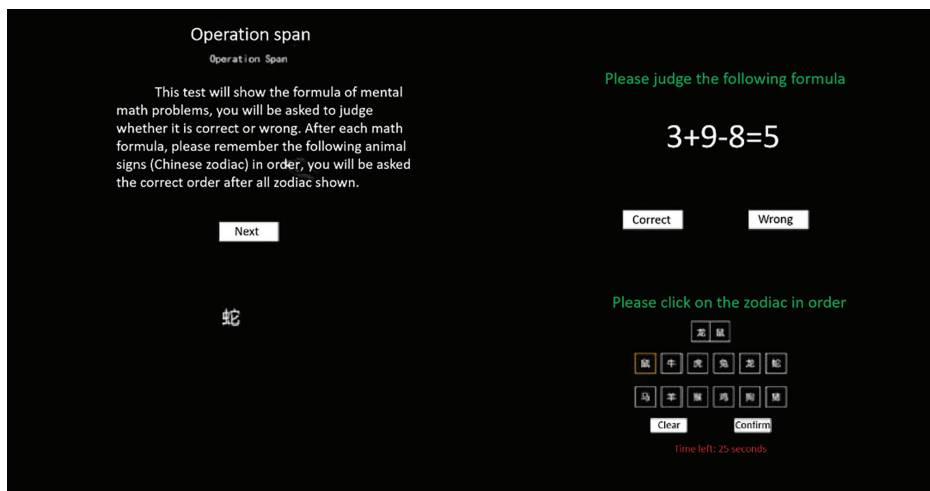 Operation span
Operation Span
This test will show the formula of mental
math problems, you will be asked to judge
whether it is correct or wrong. After each math
formula, please remember the following animal
signs (Chinese zodiac) in order, you will be asked
the correct order after all zodiac shown.
Next
蛇
Please judge the following formula
3+9-8=5
Correct Wrong
Please click on the zodiac in order
龙 鼠
鼠 牛 虎 兔 龙 蛇
马 羊 猴 鸡 狗 猪
Clear Confirm
Time left: 25 seconds